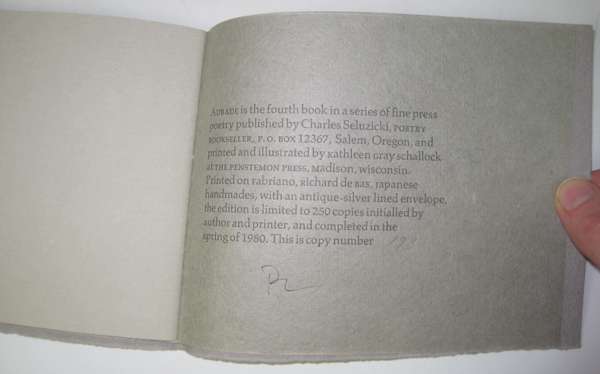 AUBADE is the fourth book in a series of fine press
poetry published by Charles Seluzicki, POETRY
BOOKSELLER, P.O. BOX 12367, Salem, Oregon, and
printed and illustrated by Kathleen Gray Schallock
at THE PENSTEMON PRESS, Madison, Wisconsin.
Printed on Fabriano, Richard de Bas, Japanese
handmades, with an antique-silver lined envelope,
the edition is limited to 250 copies initialled by
author and printer, and completed in the
spring of 1980. This is copy number